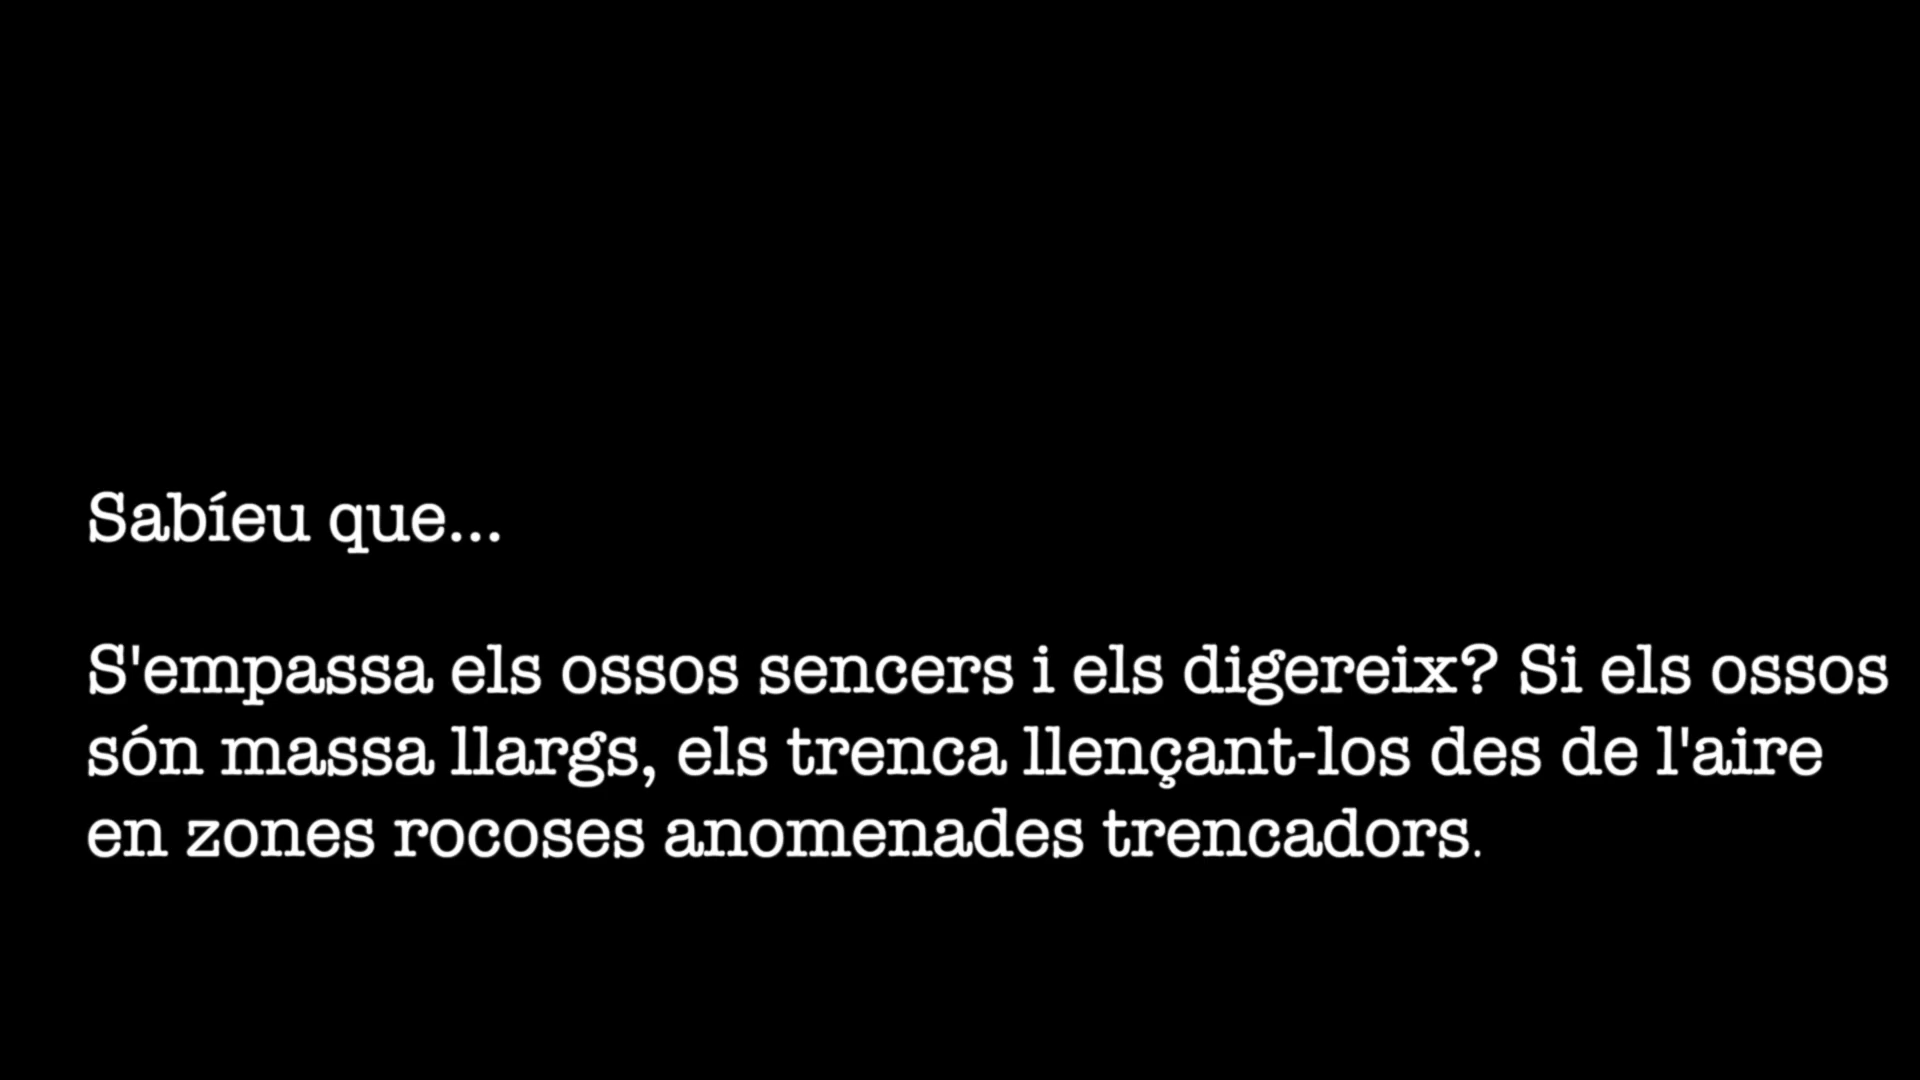 Sabíeu que...
S'empassa els ossos sencers i els digereix? Si els ossos
són massa llargs, els trenca llençant-los des de l'aire
en zones rocoses anomenades trencadors.